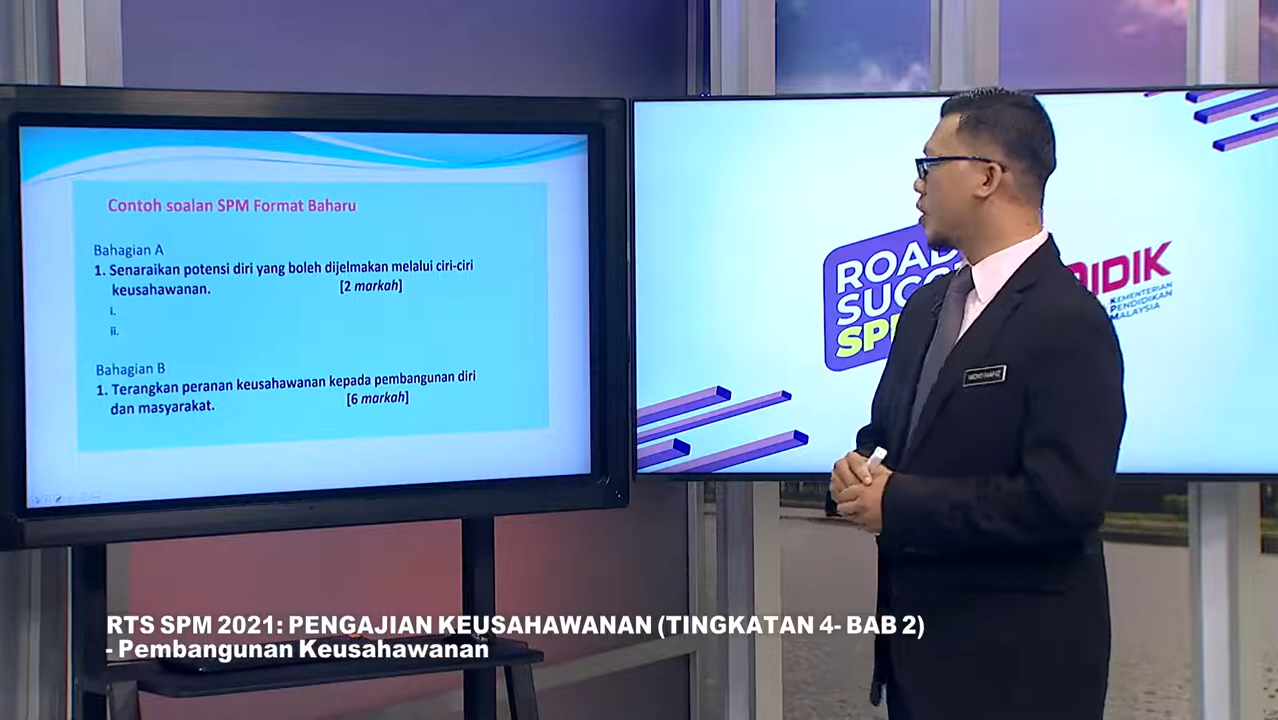 Contoh soalan SPM Format Baharu
Bahagian A
1. Senaraikan potensi diri yang boleh dijelmakan melalui ciri-ciri
keusahawanan. [2 markah]
i.
ii.
Bahagian B
1. Terangkan peranan keusahawanan kepada pembangunan diri
dan masyarakat. [6 markah]
ROAD
SUCC
SP
DIDIK
KEMENTERIAN
PENDIDIKAN
MALAYSIA
RTS SPM 2021: PENGAJIAN KEUSAHAWANAN (TINGKATAN 4- BAB 2)
- Pembangunan Keusahawanan